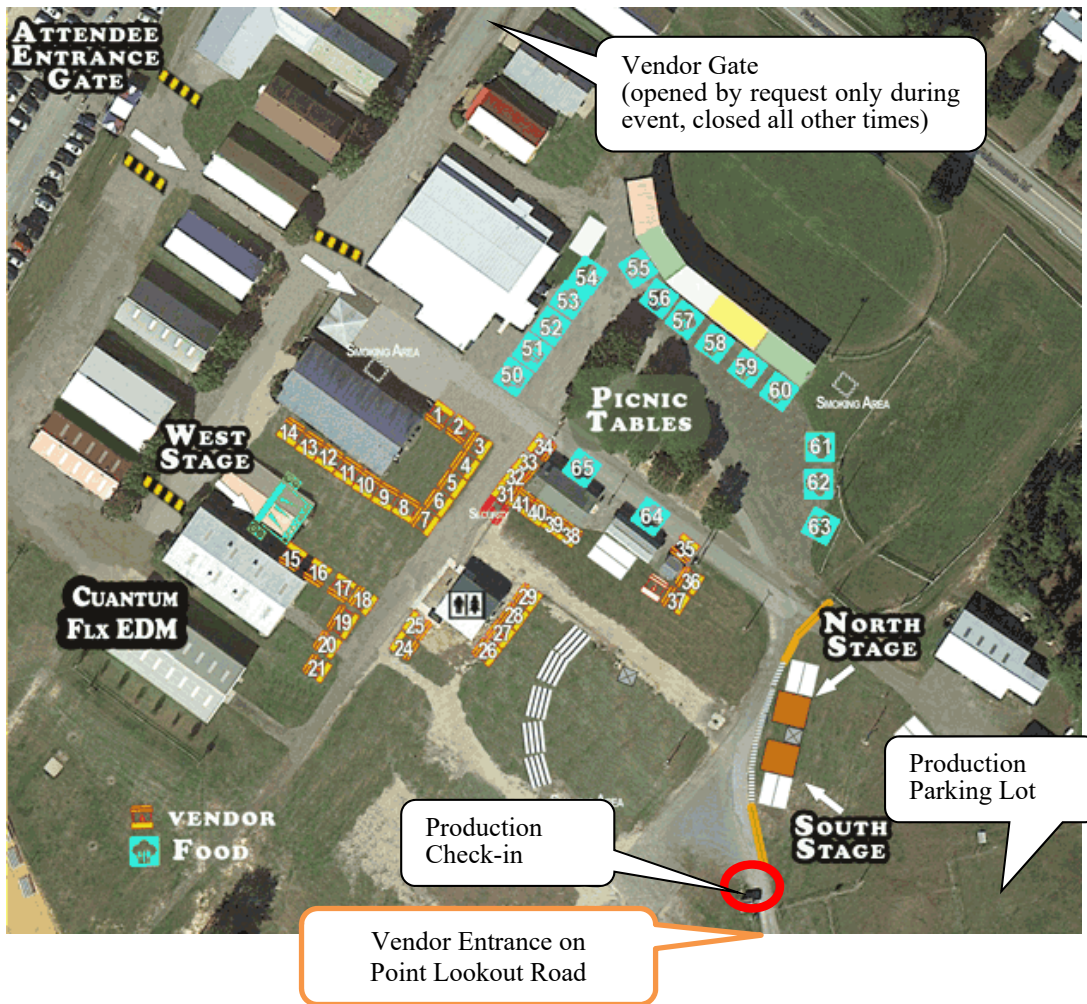 ATTENDEE
ENTRANCE
GATE
Vendor Gate
(opened by request only during
event, closed all other times)
54
53
52
51
50
55
56
57
58
59
60
SMOKING AREA
SMOKING AREA
PICNIC
TABLES
61
62
63
WEST
STAGE
14
13
12
11
10
9
8
7
6
5
4
3
2
1
34
33
32
31
SECURITY
41
40
39
38
65
64
35
36
37
15
16
17
18
19
20
21
CUANTUM
FLX EDM
25
24
29
28
27
26
NORTH
STAGE
SOUTH
STAGE
Production
Parking Lot
VENDOR
FOOD
AREA
Production
Check-in
Vendor Entrance on
Point Lookout Road